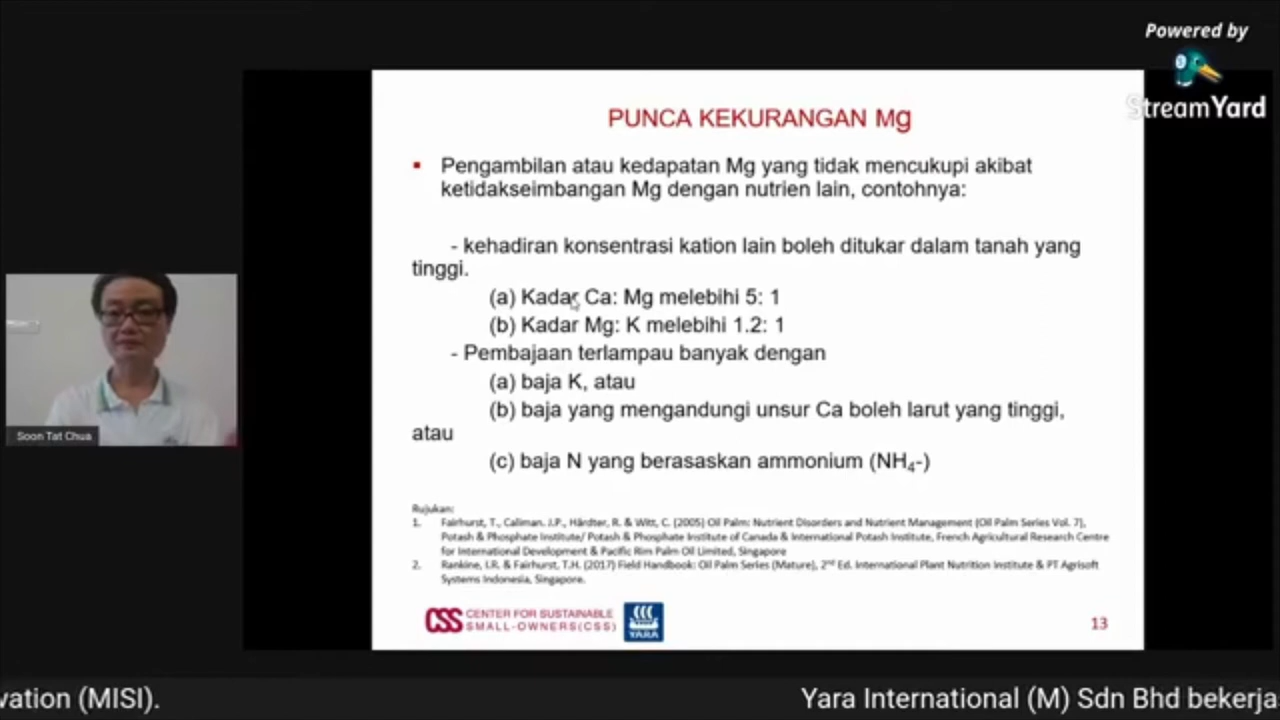 Powered by
StreamYard
PUNCA KEKURANGAN Mg
▪ Pengambilan atau kedapatan Mg yang tidak mencukupi akibat
ketidakseimbangan Mg dengan nutrien lain, contohnya:
- kehadiran konsentrasi kation lain boleh ditukar dalam tanah yang
tinggi.
(a) Kadar Ca: Mg melebihi 5: 1
(b) Kadar Mg: K melebihi 1.2: 1
- Pembajaan terlampau banyak dengan
(a) baja K, atau
(b) baja yang mengandungi unsur Ca boleh larut yang tinggi,
atau
(c) baja N yang berasaskan ammonium (NH₄-)
Soon Tat Chua
Rujukan:
1. Fairhurst, T., Caliman. J.P., Härdter, R. & Witt, C. (2005) Oil Palm: Nutrient Disorders and Nutrient Management (Oil Palm Series Vol. 7),
Potash & Phosphate Institute/ Potash & Phosphate Institute of Canada & International Potash Institute, French Agricultural Research Centre
for International Development & Pacific Rim Palm Oil Limited, Singapore
2. Rankine, I.R. & Fairhurst, T.H. (2017) Field Handbook: Oil Palm Series (Mature), 2nd Ed. International Plant Nutrition Institute & PT Agrisoft
Systems Indonesia, Singapore.
CSS CENTER FOR SUSTAINABLE
SMALL-OWNERS(CSS)
YARA
13
vation (MISI).
Yara International (M) Sdn Bhd bekerja